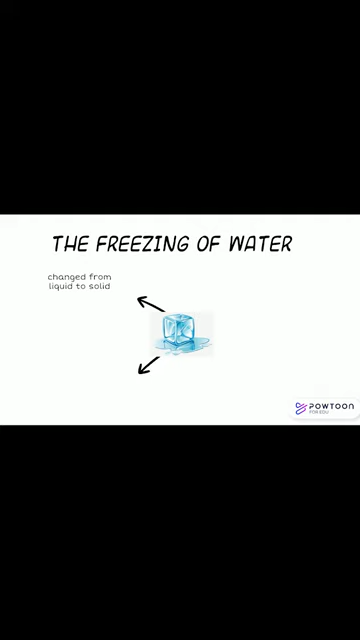 THE FREEZING OF WATER
changed from
liquid to solid
POWTOON
FOR EDU